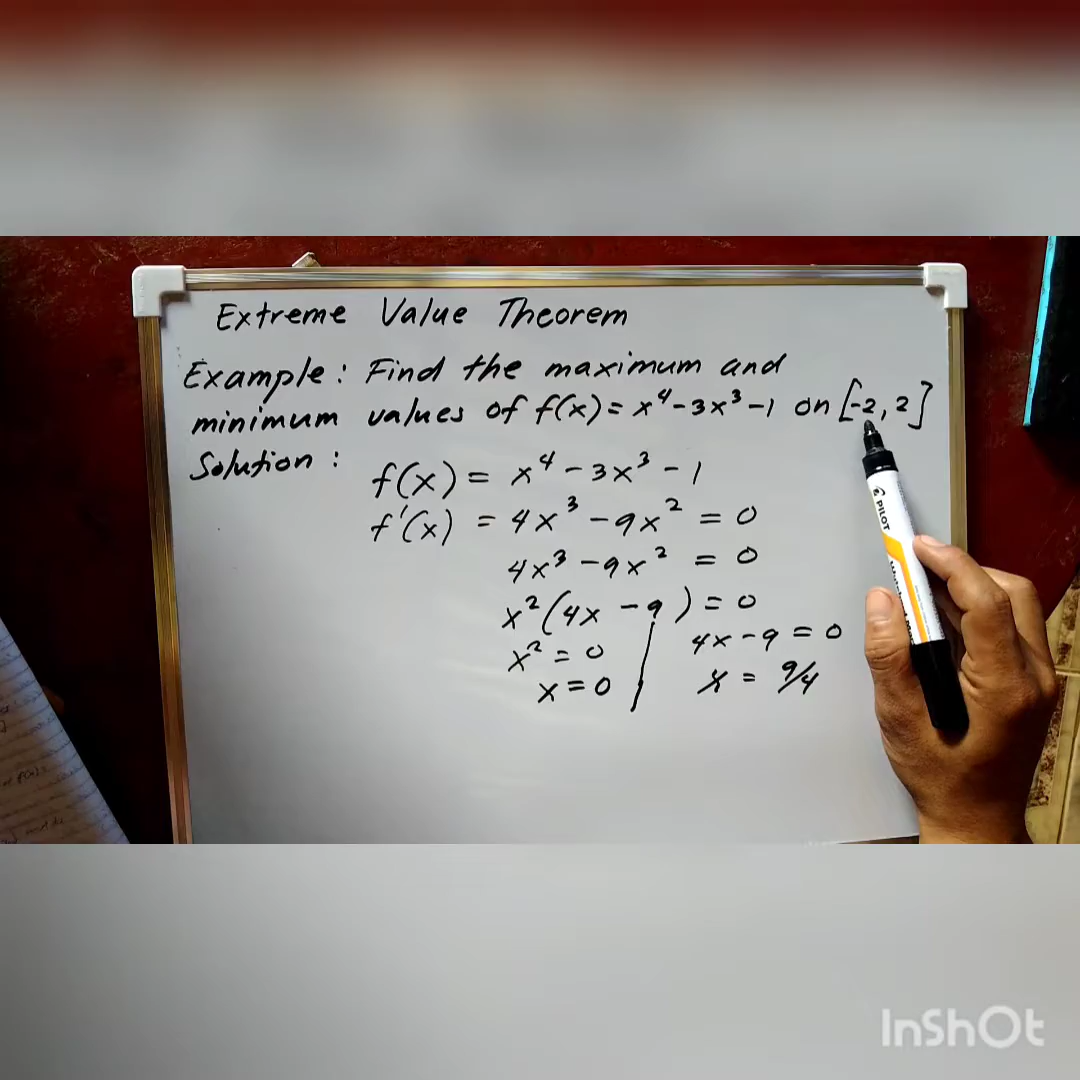 Extreme Value Theorem
Example: Find the maximum and
minimum values of f(x) = x⁴ - 3x³ - 1 on [-2, 2]
Solution:
f(x) = x⁴ - 3x³ - 1
f'(x) = 4x³ - 9x² = 0
4x³ - 9x² = 0
x² (4x - 9) = 0
x² = 0
x = 0
4x - 9 = 0
x = 9/4
PILOT
InShOt